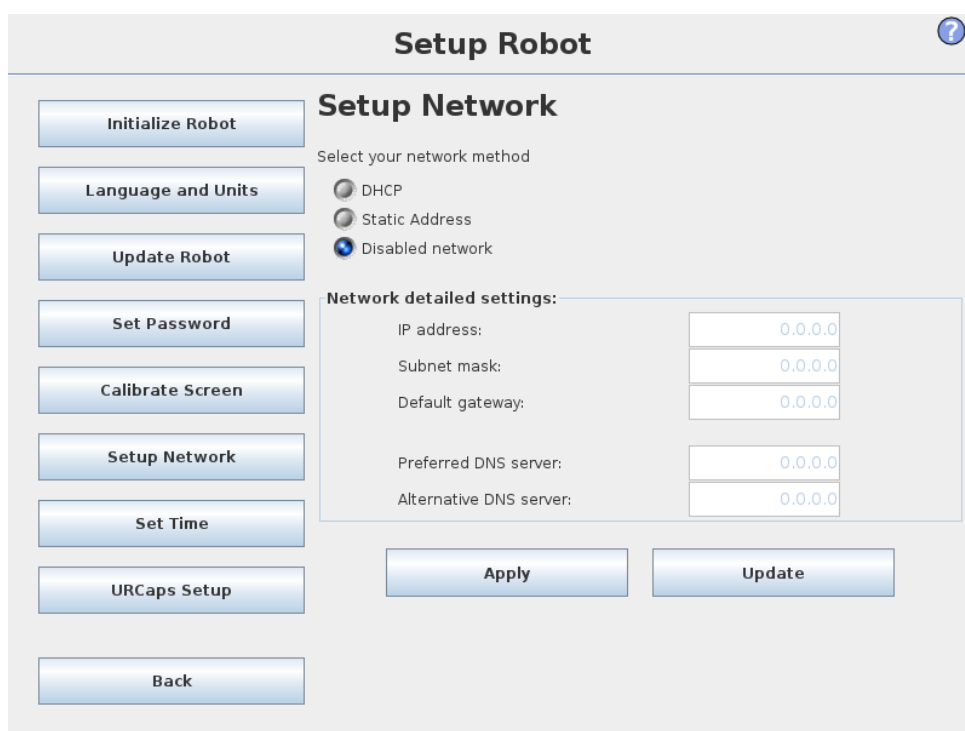 Setup Robot
?
Initialize Robot
Language and Units
Update Robot
Set Password
Calibrate Screen
Setup Network
Set Time
URCaps Setup
Back
Setup Network
Select your network method
DHCP
Static Address
Disabled network
Network detailed settings:
IP address: 0.0.0.0
Subnet mask: 0.0.0.0
Default gateway: 0.0.0.0
Preferred DNS server: 0.0.0.0
Alternative DNS server: 0.0.0.0
Apply Update